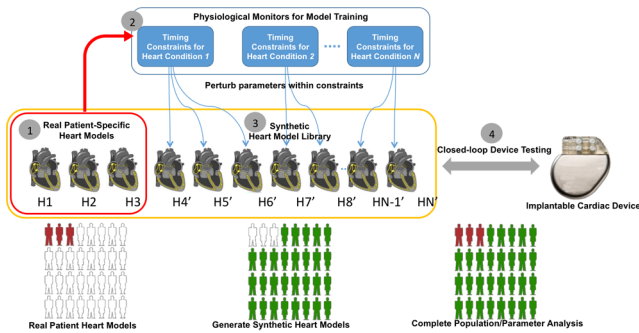 2
Physiological Monitors for Model Training
Timing
Constraints for
Heart Condition 1
Timing
Constraints for
Heart Condition 2
Timing
Constraints for
Heart Condition N
Perturb parameters within constraints
1
Real Patient-Specific
Heart Models
3
Synthetic
Heart Model Library
4
Closed-loop Device Testing
H1 H2 H3 H4’ H5’ H6’ H7’ H8’ HN-1’ HN’
Implantable Cardiac Device
Real Patient Heart Models
Generate Synthetic Heart Models
Complete Population/Parameter Analysis